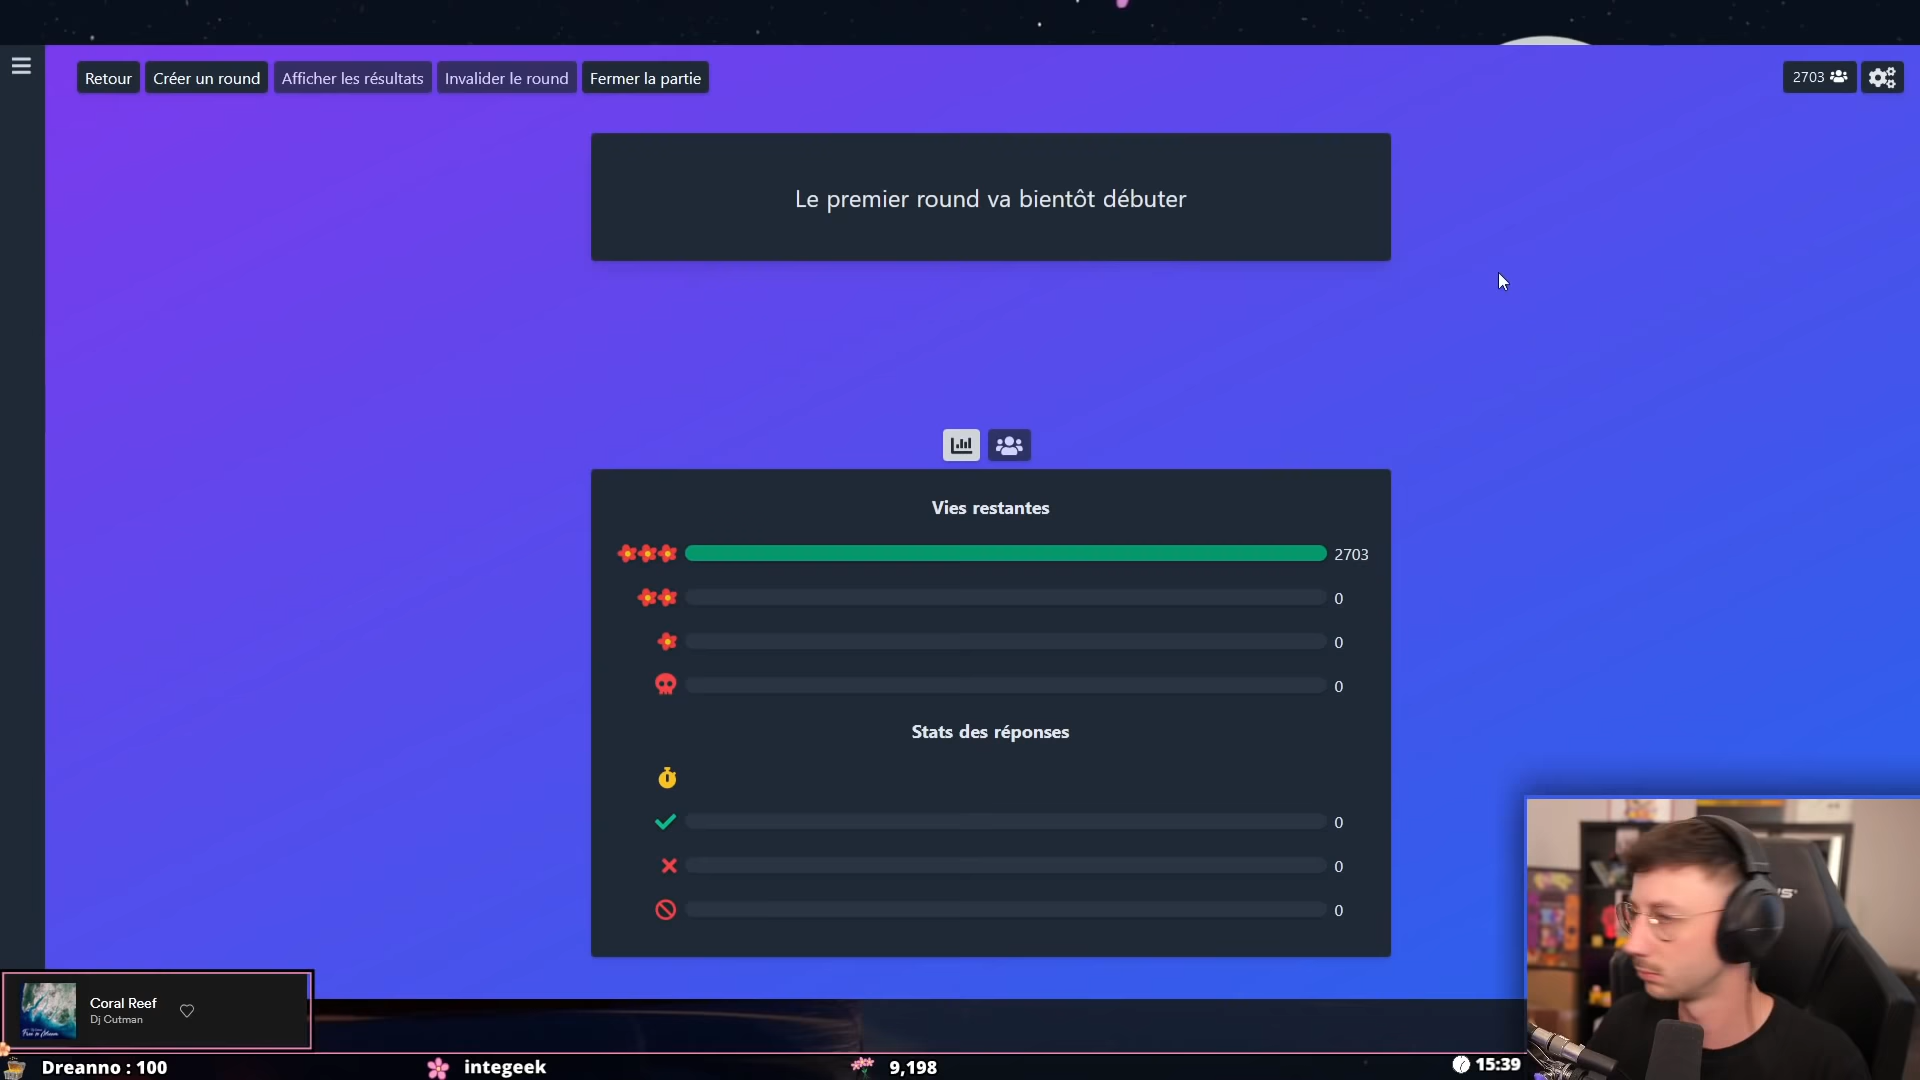 Retour
Créer un round
Afficher les résultats
Invalider le round
Fermer la partie
2703
Le premier round va bientôt débuter
Vies restantes
2703
0
0
0
Stats des réponses
0
0
0
Coral Reef
Dj Cutman
Dreanno : 100
integeek
9,198
15:39